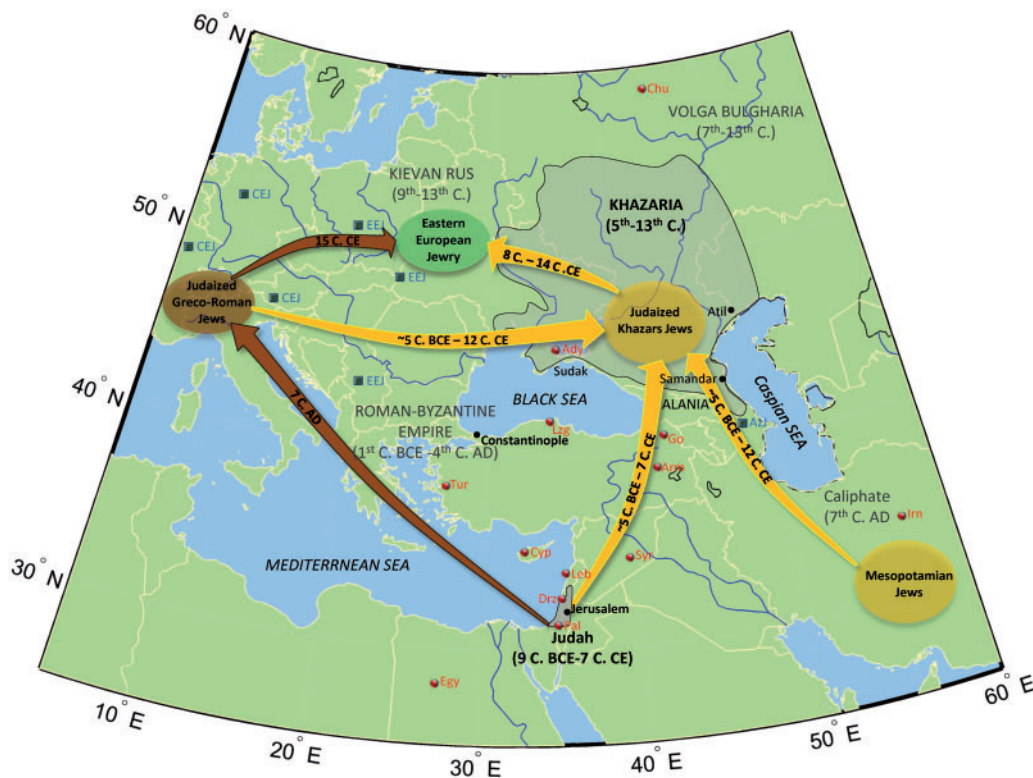 60° N
50° N
40° N
30° N
10° E
20° E
30° E
40° E
50° E
60° E
Chu
VOLGA BULGHARIA
(7th-13th C.)
KIEVAN RUS
(9th-13th C.)
KHAZARIA
(5th-13th C.)
CEJ
EEJ
CEJ
EEJ
CEJ
EEJ
Eastern
European
Jewry
15 C. CE
8 C. – 14 C. CE
Judaized
Greco-Roman
Jews
Judaized
Khazars Jews
~5 C. BCE – 12 C. CE
Atil
Ady
Sudak
Samandar
Caspian SEA
BLACK SEA
ALANIA
AzJ
7 C. AD
ROMAN-BYZANTINE
EMPIRE
(1st C. BCE -4th C. AD)
Lzg
Constantinople
Go
Arm
~5 C. BCE – 12 C. CE
~5 C. BCE – 7 C. CE
Tur
Caliphate
(7th C. AD
Irn
Cyp
Syr
MEDITERRNEAN SEA
Leb
Mesopotamian
Jews
Drz
Jerusalem
Pal
Judah
(9 C. BCE-7 C. CE)
Egy